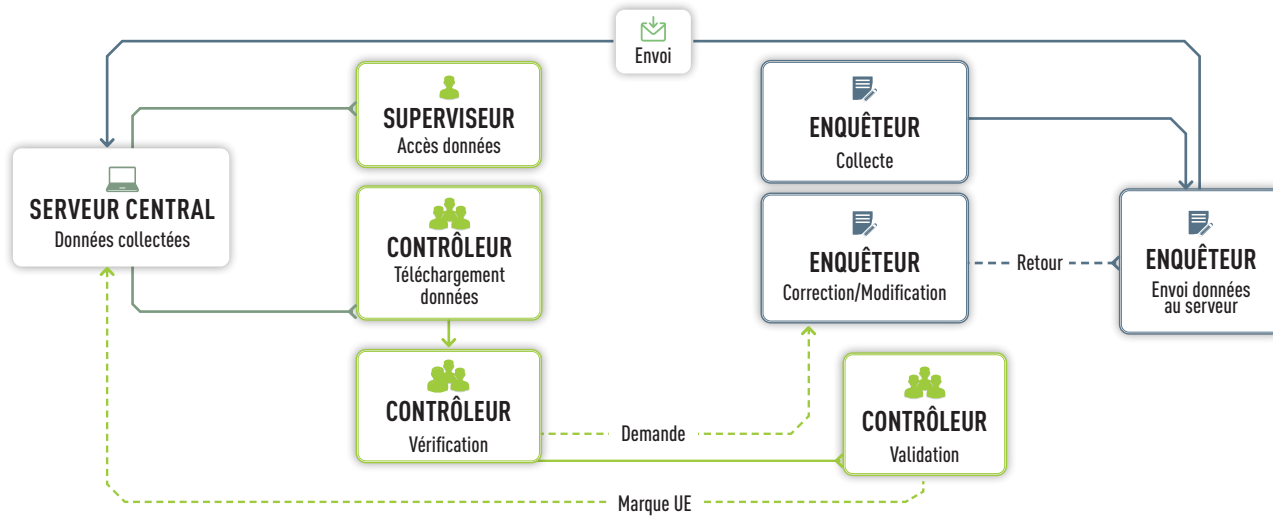 Envoi
SUPERVISEUR
Accès données
ENQUÊTEUR
Collecte
SERVEUR CENTRAL
Données collectées
CONTRÔLEUR
Téléchargement
données
ENQUÊTEUR
Correction/Modification
Retour
ENQUÊTEUR
Envoi données
au serveur
CONTRÔLEUR
Vérification
Demande
CONTRÔLEUR
Validation
Marque UE